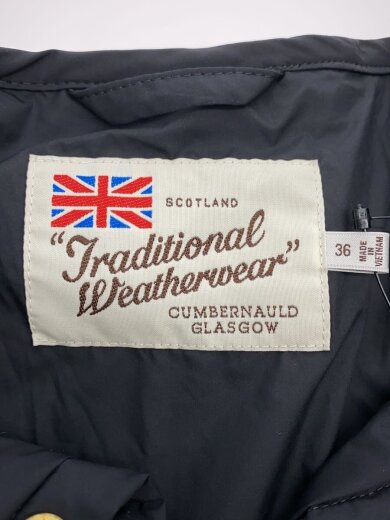 SCOTLAND
"Traditional
Weatherwear"
CUMBERNAULD
GLASGOW
36
MADE
IN
VIETNAM